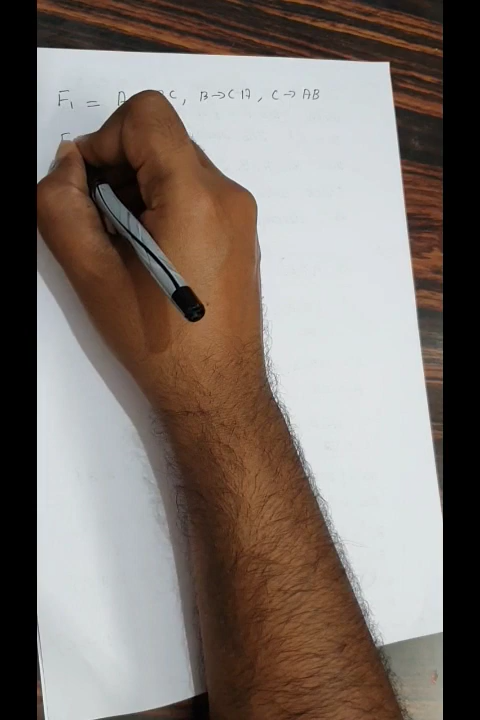 F₁ = A C, B→CA, C→AB
F